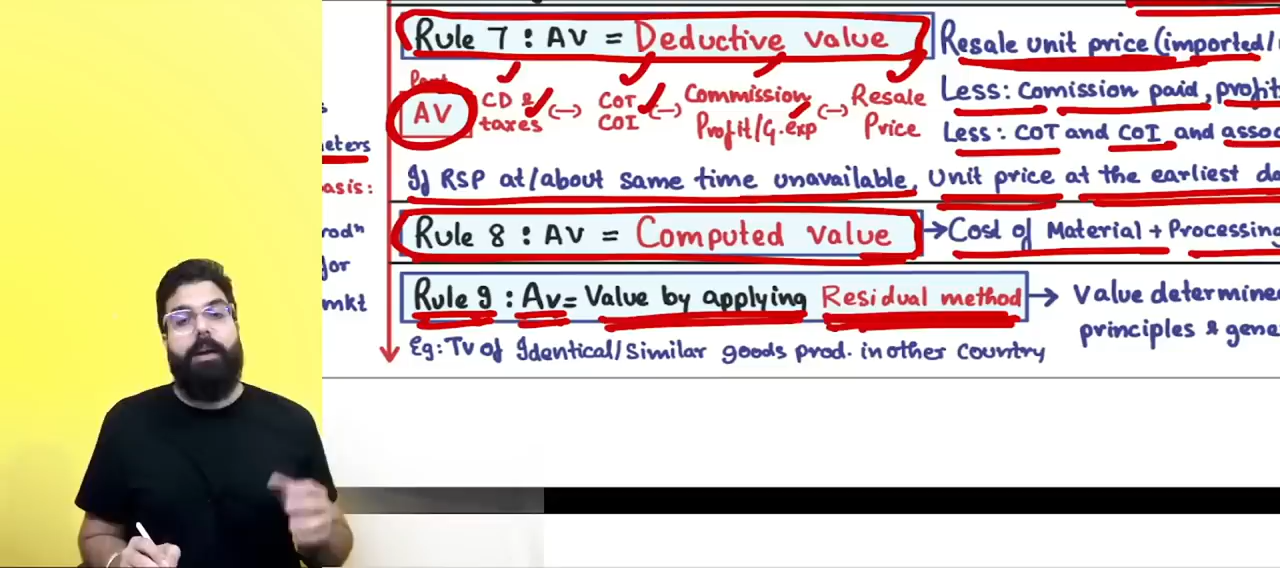 Rule 7 : AV = Deductive value
Resale unit price (imported/
Port
AV
CD & taxes
COT COI
Commission Profit/G.exp
Resale Price
Less: Comission paid, profit
Less: COT and COI and assoc
eters
If RSP at/about same time unavailable, Unit price at the earliest da
asis:
Rule 8 : AV = Computed value → Cost of Material + Processing
rodⁿ
for
mkt
Rule 9 : AV= Value by applying Residual method → Value determine
principles & gene
Eg: TV of Identical/Similar goods prod. in other country